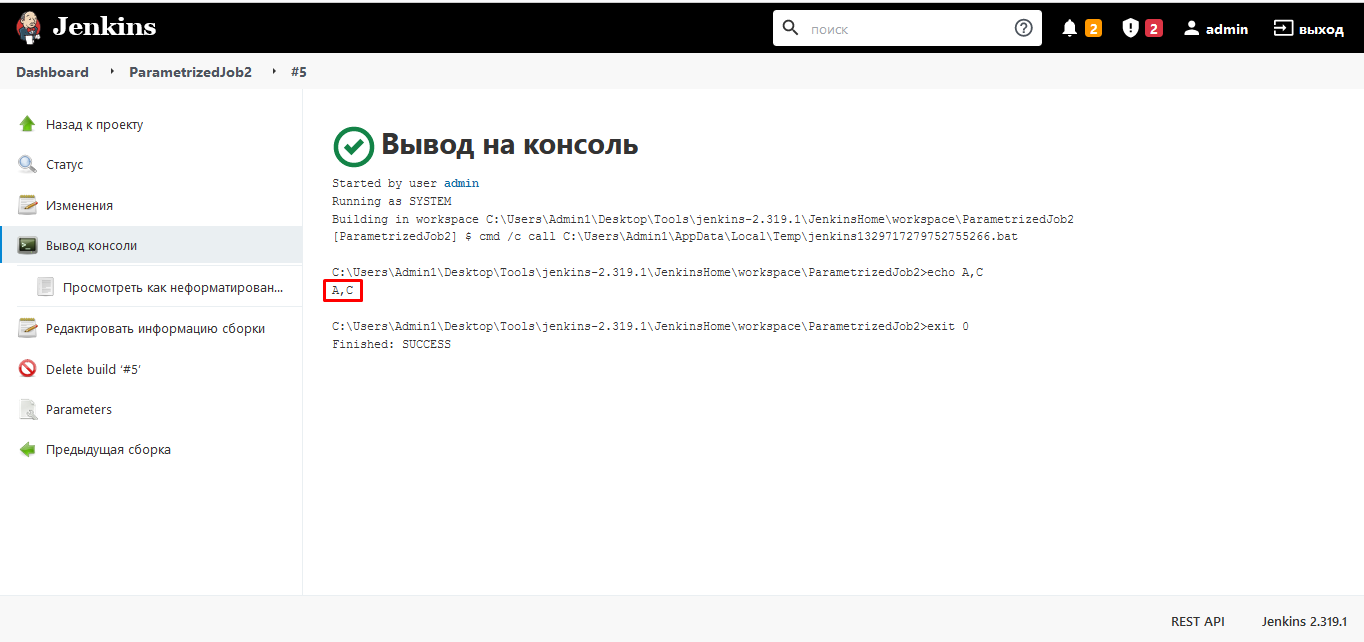 Jenkins
поиск
2
2
admin
выход
Dashboard
ParametrizedJob2
#5
Назад к проекту
Статус
Изменения
Вывод консоли
Просмотреть как неформатирован...
Редактировать информацию сборки
Delete build ‘#5’
Parameters
Предыдущая сборка
Вывод на консоль
Started by user admin
Running as SYSTEM
Building in workspace C:\Users\Admin1\Desktop\Tools\jenkins-2.319.1\JenkinsHome\workspace\ParametrizedJob2
[ParametrizedJob2] $ cmd /c call C:\Users\Admin1\AppData\Local\Temp\jenkins1329717279752755266.bat
C:\Users\Admin1\Desktop\Tools\jenkins-2.319.1\JenkinsHome\workspace\ParametrizedJob2>echo A,C
A,C
C:\Users\Admin1\Desktop\Tools\jenkins-2.319.1\JenkinsHome\workspace\ParametrizedJob2>exit 0
Finished: SUCCESS
REST API
Jenkins 2.319.1